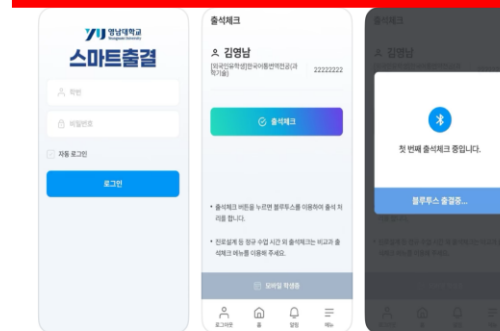 영남대학교
스마트출결
학번
비밀번호
자동 로그인
로그인
출석체크
김영남
[외국인유학생]한국어통번역전공(과학기술)
22222222
출석체크
• 출석체크 버튼을 누르면 블루투스를 이용하여 출석 처
리를 합니다.
• 진로설계 등 정규 수업 시간 외 출석체크는 비교과 출
석체크 메뉴를 이용해 주세요.
모바일 학생증
로그아웃
홈
알림
메뉴
출석체크
김영남
첫 번째 출석체크 중입니다.
블루투스 출결중...